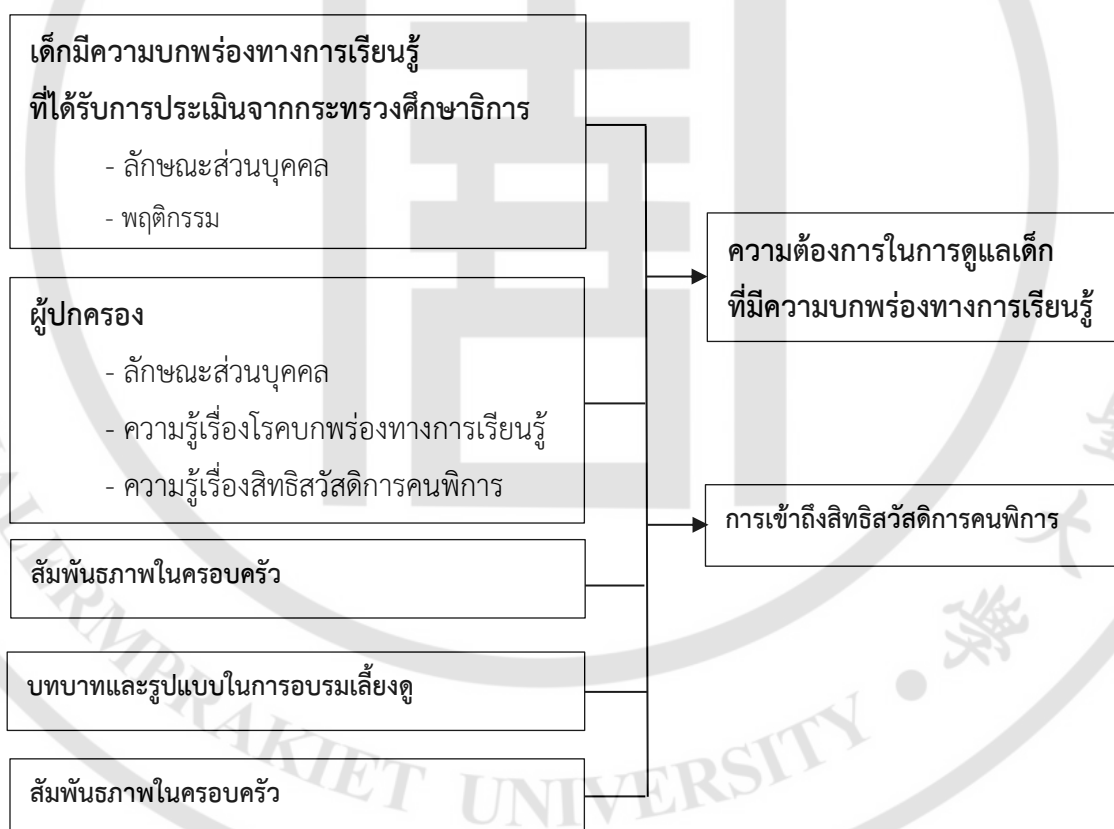 เด็กมีความบกพร่องทางการเรียนรู้
ที่ได้รับการประเมินจากกระทรวงศึกษาธิการ
- ลักษณะส่วนบุคคล
- พฤติกรรม
ผู้ปกครอง
- ลักษณะส่วนบุคคล
- ความรู้เรื่องโรคบกพร่องทางการเรียนรู้
- ความรู้เรื่องสิทธิสวัสดิการคนพิการ
สัมพันธภาพในครอบครัว
บทบาทและรูปแบบในการอบรมเลี้ยงดู
สัมพันธภาพในครอบครัว
ความต้องการในการดูแลเด็ก
ที่มีความบกพร่องทางการเรียนรู้
การเข้าถึงสิทธิสวัสดิการคนพิการ
ALERMPRAKIET UNIVERSITY •
大